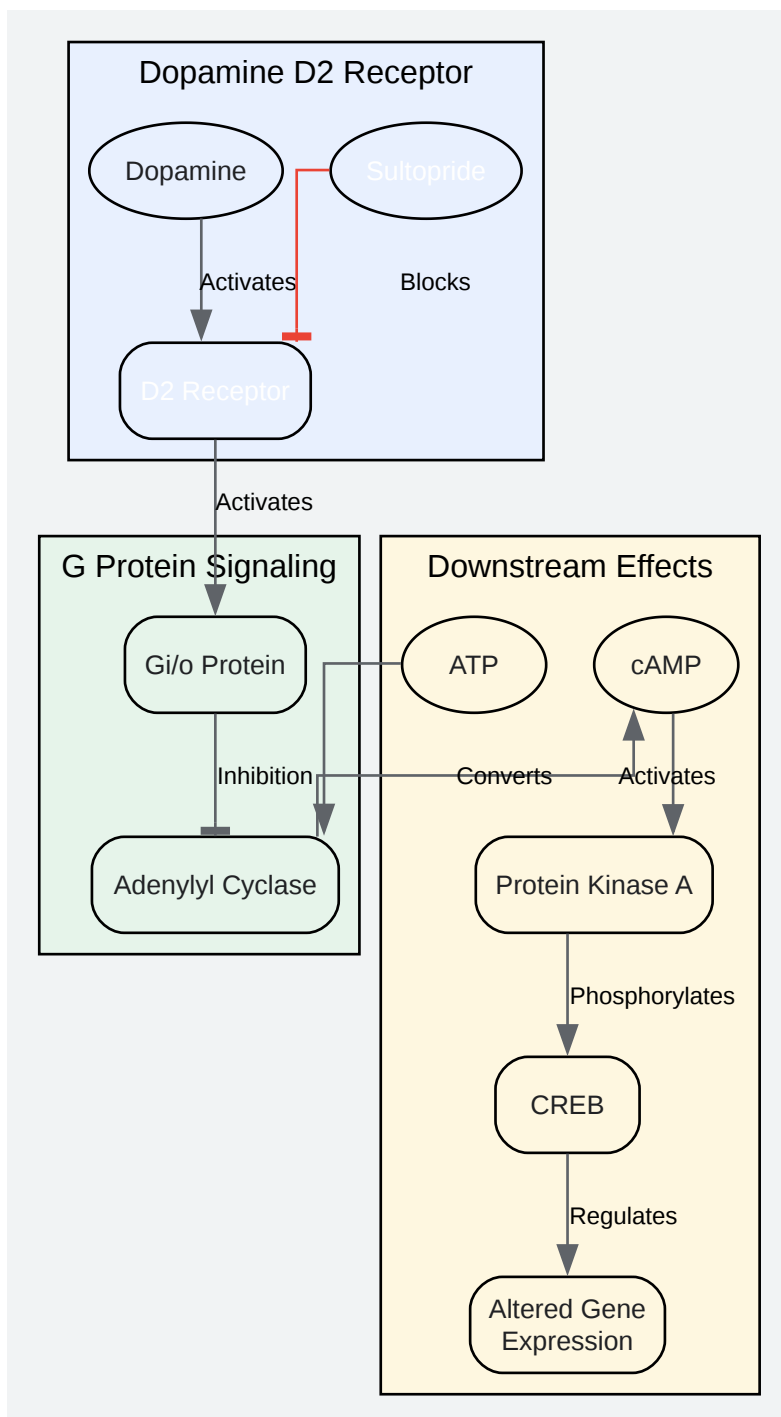 Dopamine D2 Receptor
Dopamine
Sultopride
Activates
Blocks
D2 Receptor
Activates
G Protein Signaling
Downstream Effects
Gi/o Protein
ATP
cAMP
Inhibition
Converts
Activates
Adenylyl Cyclase
Protein Kinase A
Phosphorylates
CREB
Regulates
Altered Gene
Expression